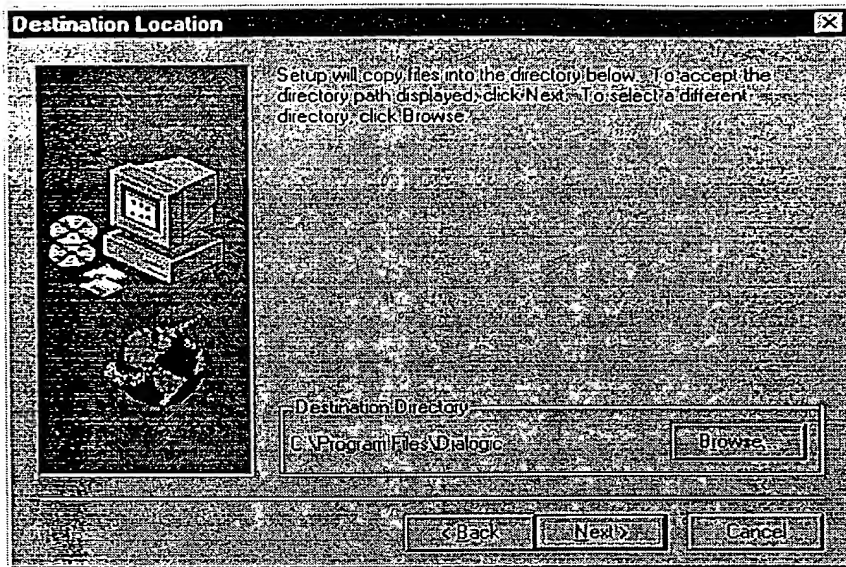 Destination Location
Setup will copy files into the directory below. To accept the
directory path displayed, click Next. To select a different
directory, click Browse.
Destination Directory
C:\Program Files\Dialogic
Browse...
< Back
Next >
Cancel